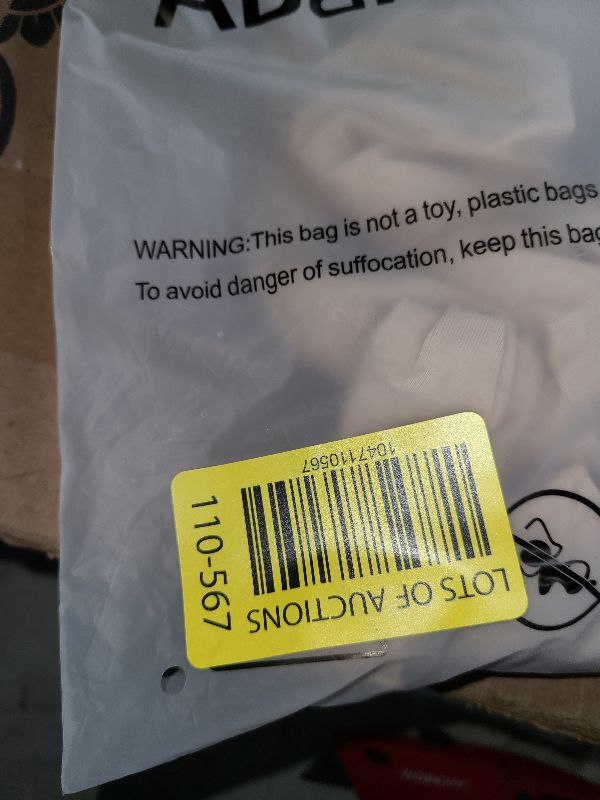 WARNING:This bag is not a toy, plastic bags
To avoid danger of suffocation, keep this bag
LOTS OF AUCTIONS
1047110567
110-567